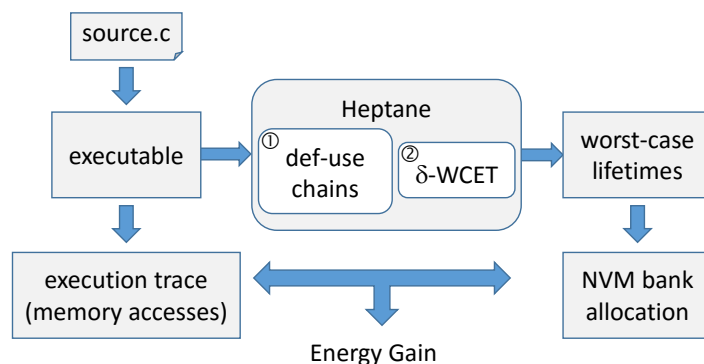 source.c
executable
Heptane
①
def-use
chains
②
δ-WCET
worst-case
lifetimes
execution trace
(memory accesses)
NVM bank
allocation
Energy Gain